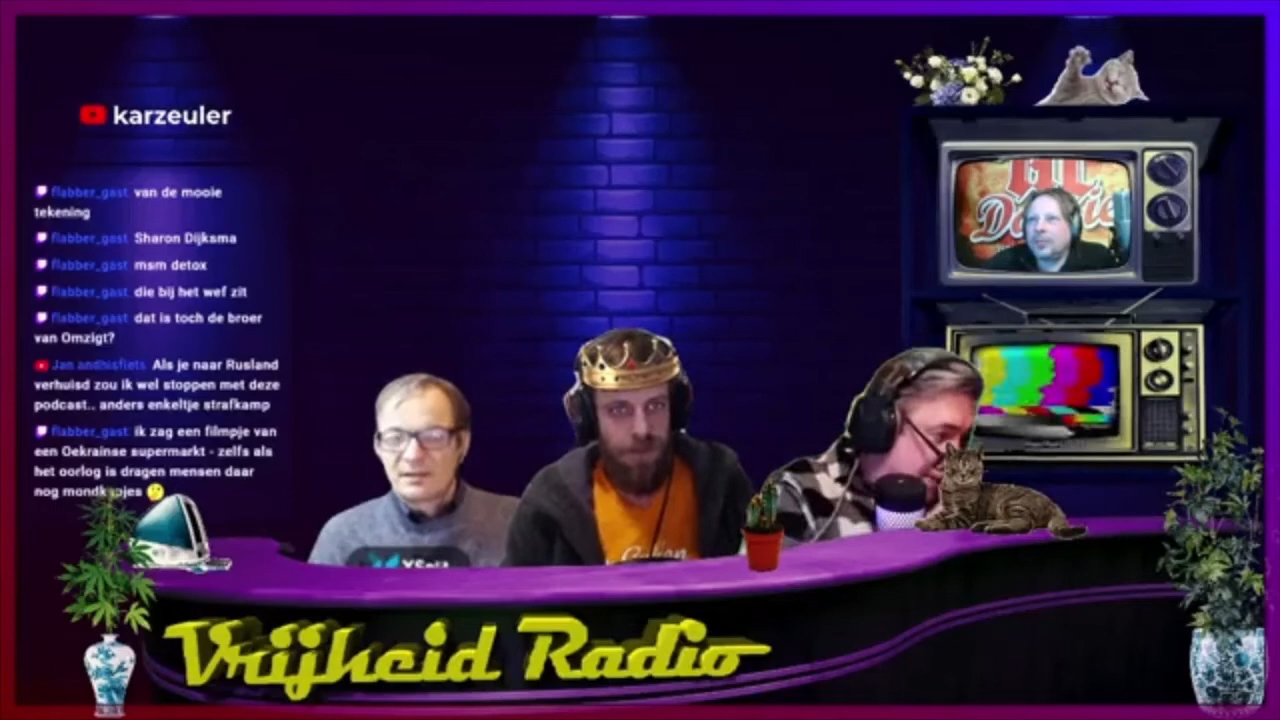 karzeuler
flabber_gast van de mooie
tekening
flabber_gast Sharon Dijksma
flabber_gast msm detox
flabber_gast die bij het wef zit
flabber_gast dat is toch de broer
van Omzigt?
Jan andhisfiets Als je naar Rusland
verhuisd zou ik wel stoppen met deze
podcast.. anders enkeltje strafkamp
flabber_gast ik zag een filmpje van
een Oekrainse supermarkt - zelfs als
het oorlog is dragen mensen daar
nog mondkapjes 🤔
Vrijheid Radio